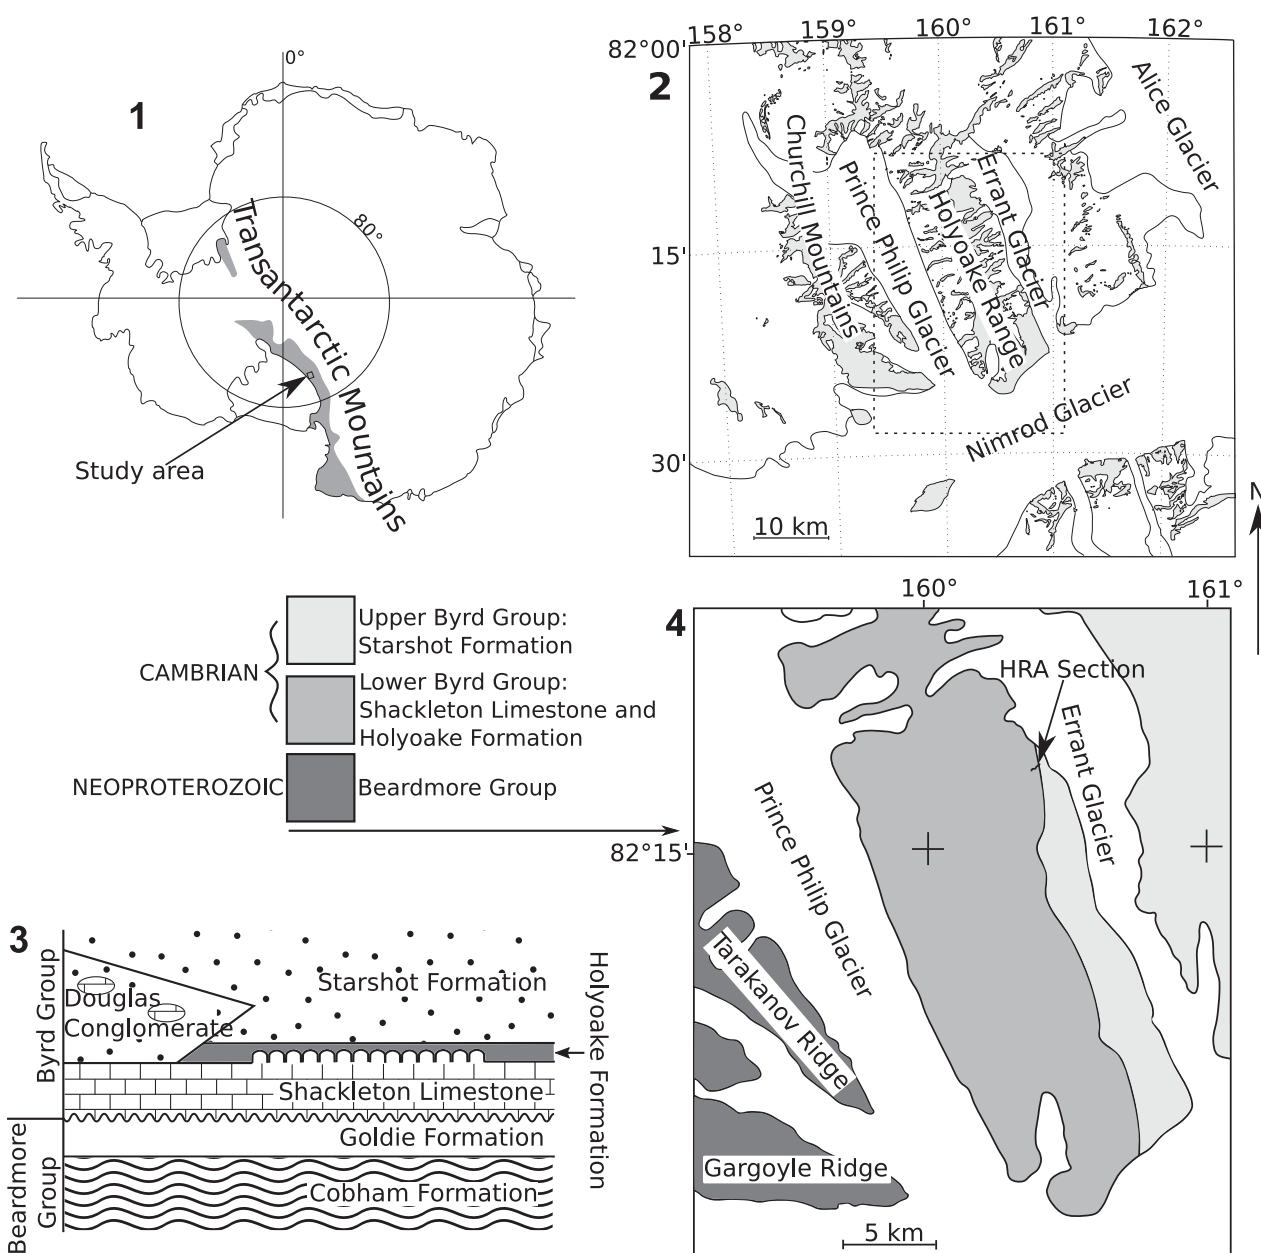 1
0°
80°
Transantarctic Mountains
Study area
2
158°
159°
160°
161°
162°
82°00'
15'
30'
Churchill Mountains
Prince Philip Glacier
Holyoake Range
Errant Glacier
Alice Glacier
Nimrod Glacier
10 km
N
CAMBRIAN
Upper Byrd Group:
Starshot Formation
Lower Byrd Group:
Shackleton Limestone and
Holyoake Formation
NEOPROTEROZOIC
Beardmore Group
3
Byrd Group
Beardmore
Group
Starshot Formation
Douglas
Conglomerate
Holyoake Formation
Shackleton Limestone
Goldie Formation
Cobham Formation
4
160°
161°
82°15'
HRA Section
Errant Glacier
Prince Philip Glacier
Tarakanov Ridge
Gargoyle Ridge
5 km